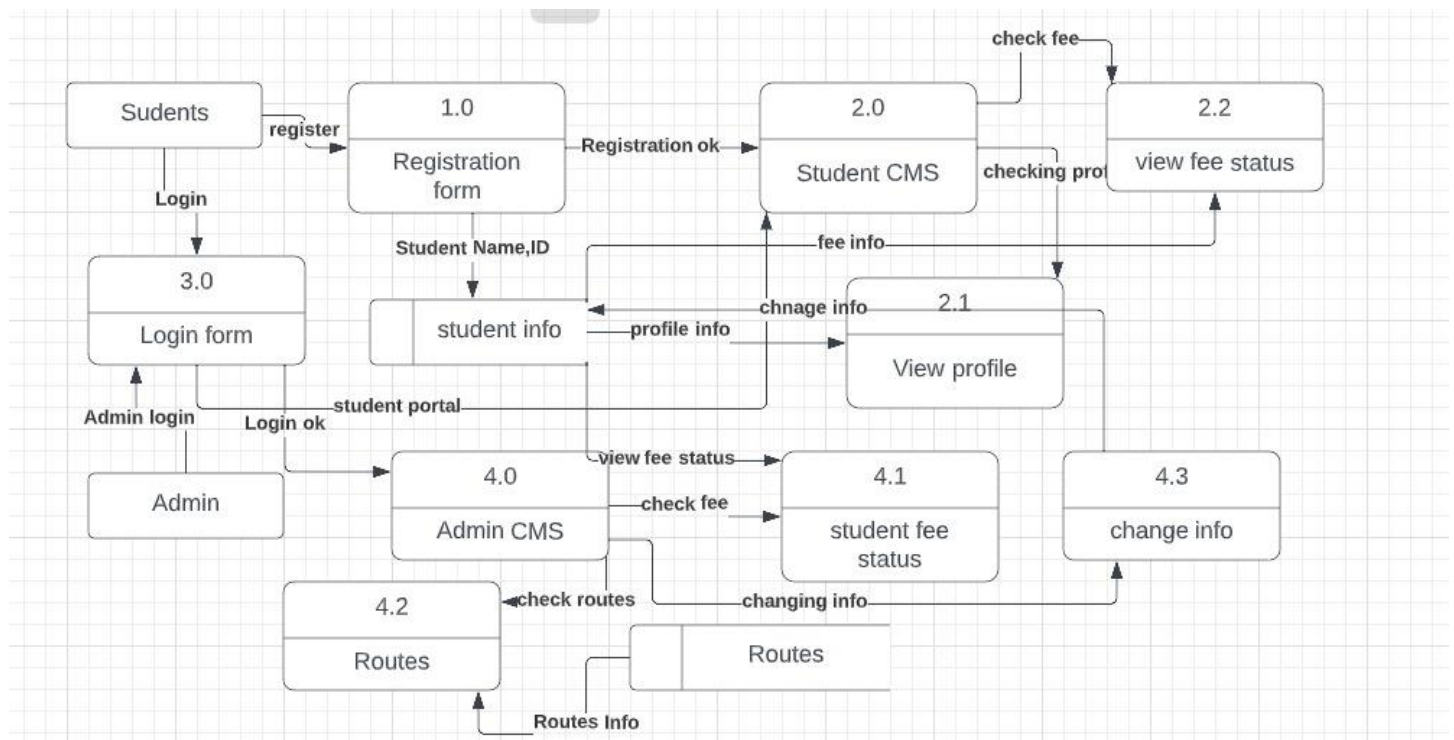 check fee
Sudents
1.0
2.0
2.2
register
Registration
form
Registration ok
Student CMS
checking prof
view fee status
Login
Student Name,ID
fee info
3.0
Login form
student info
chnage info
2.1
profile info
View profile
student portal
Admin login
Login ok
view fee status
4.0
4.1
4.3
Admin
Admin CMS
check fee
student fee
status
change info
check routes
changing info
4.2
Routes
Routes
Routes Info